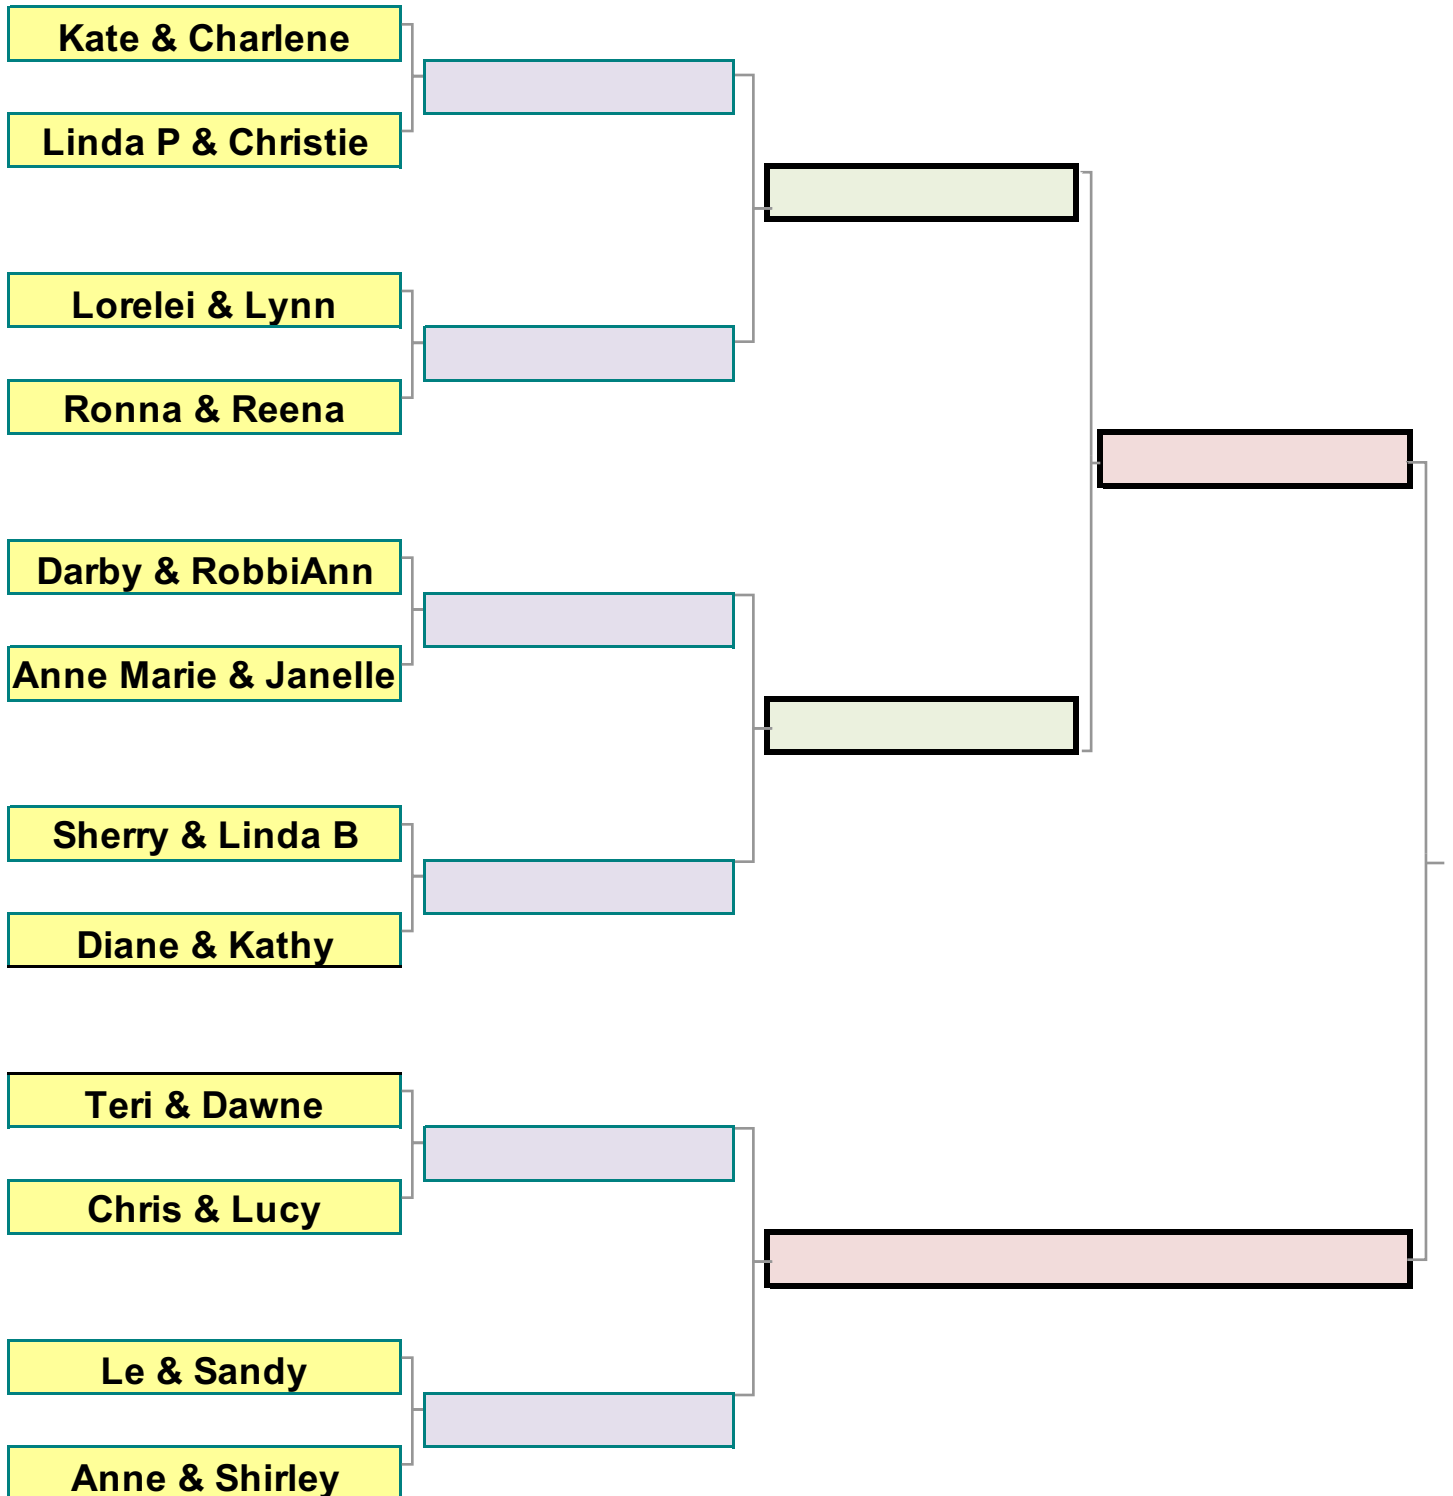 Kate & Charlene
Linda P & Christie
Lorelei & Lynn
Ronna & Reena
Darby & RobbiAnn
Anne Marie & Janelle
Sherry & Linda B
Diane & Kathy
Teri & Dawne
Chris & Lucy
Le & Sandy
Anne & Shirley